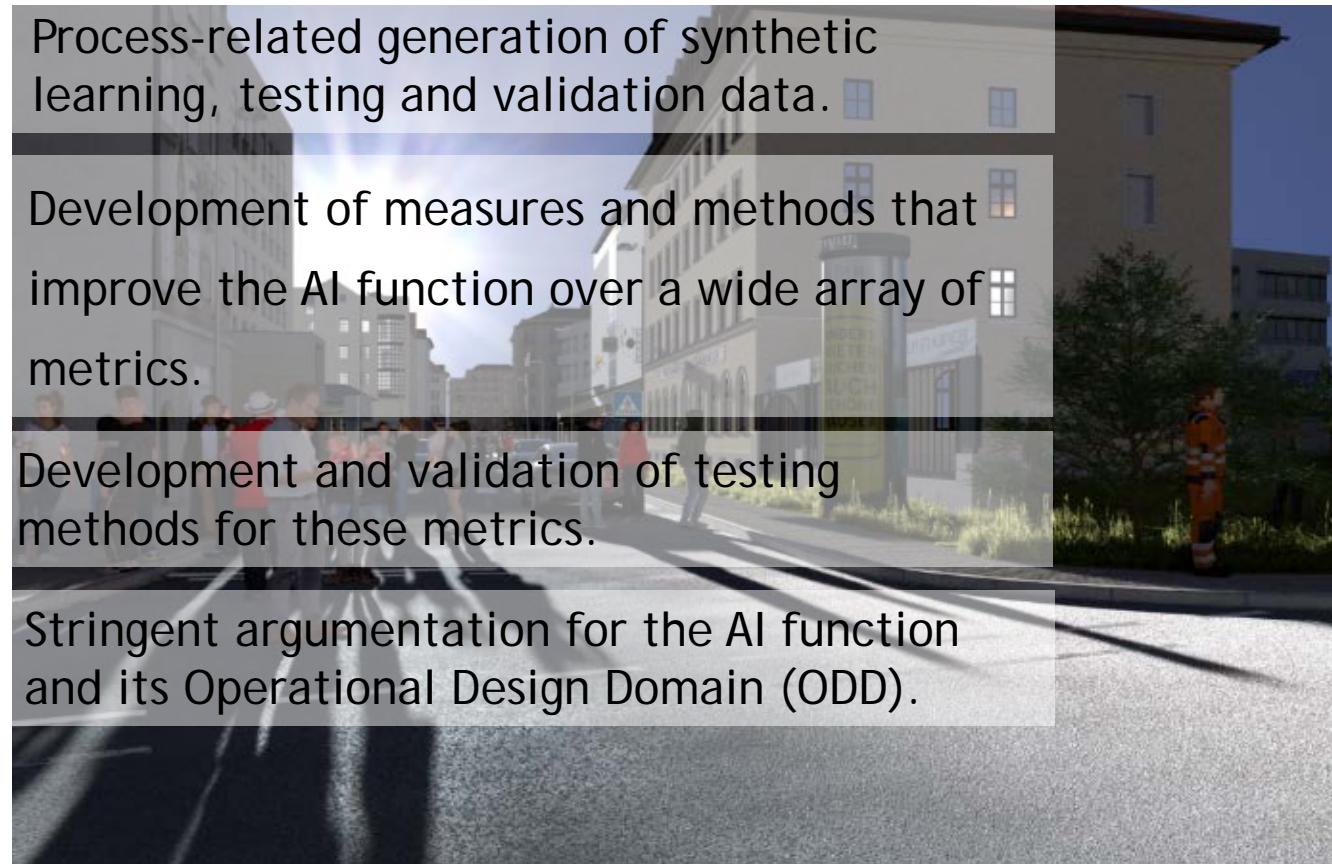 Process-related generation of synthetic
learning, testing and validation data.
Development of measures and methods that
improve the AI function over a wide array of
metrics.
Development and validation of testing
methods for these metrics.
Stringent argumentation for the AI function
and its Operational Design Domain (ODD).